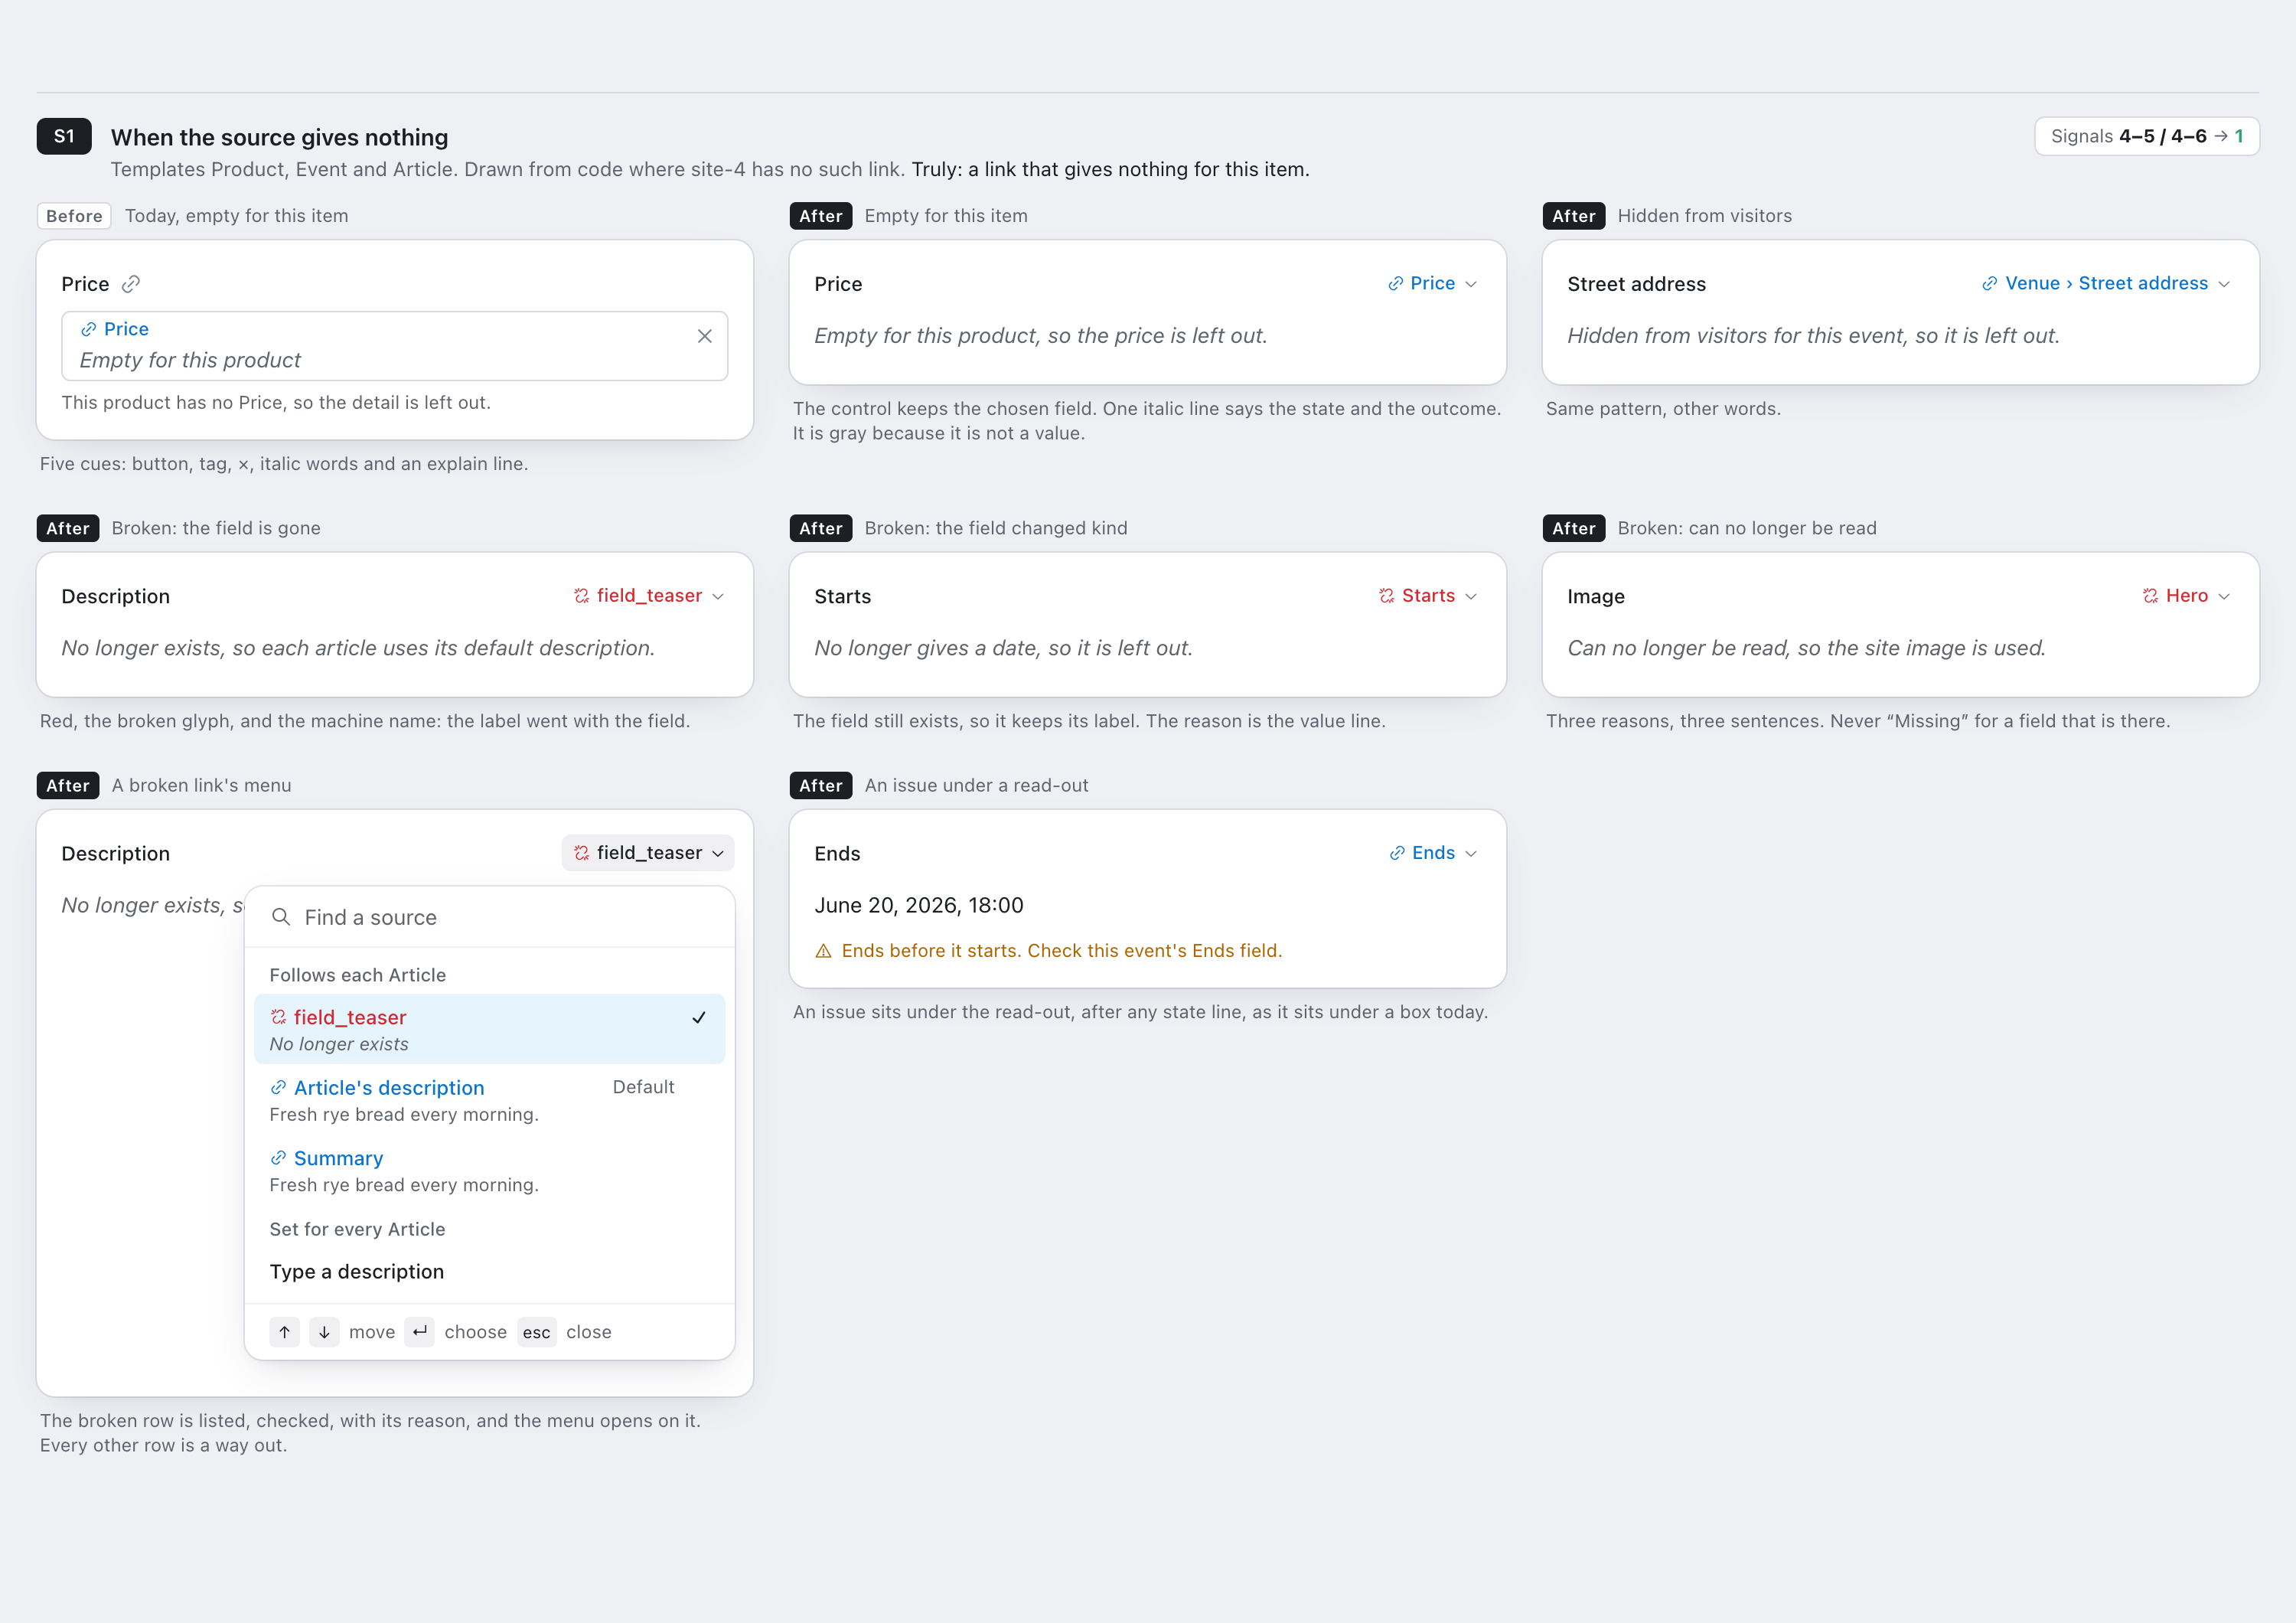 S1
When the source gives nothing
Signals 4–5 / 4–6 → 1
Templates Product, Event and Article. Drawn from code where site-4 has no such link. Truly: a link that gives nothing for this item.
Before Today, empty for this item
Price
Price
Empty for this product
This product has no Price, so the detail is left out.
Five cues: button, tag, ×, italic words and an explain line.
After Empty for this item
Price
Price
Empty for this product, so the price is left out.
The control keeps the chosen field. One italic line says the state and the outcome.
It is gray because it is not a value.
After Hidden from visitors
Street address
Venue › Street address
Hidden from visitors for this event, so it is left out.
Same pattern, other words.
After Broken: the field is gone
Description
field_teaser
No longer exists, so each article uses its default description.
Red, the broken glyph, and the machine name: the label went with the field.
After Broken: the field changed kind
Starts
Starts
No longer gives a date, so it is left out.
The field still exists, so it keeps its label. The reason is the value line.
After Broken: can no longer be read
Image
Hero
Can no longer be read, so the site image is used.
Three reasons, three sentences. Never “Missing” for a field that is there.
After A broken link's menu
Description
field_teaser
No longer exists, s
Find a source
Follows each Article
field_teaser
No longer exists
Article's description Default
Fresh rye bread every morning.
Summary
Fresh rye bread every morning.
Set for every Article
Type a description
↑ ↓ move ↵ choose esc close
The broken row is listed, checked, with its reason, and the menu opens on it.
Every other row is a way out.
After An issue under a read-out
Ends
Ends
June 20, 2026, 18:00
Ends before it starts. Check this event's Ends field.
An issue sits under the read-out, after any state line, as it sits under a box today.